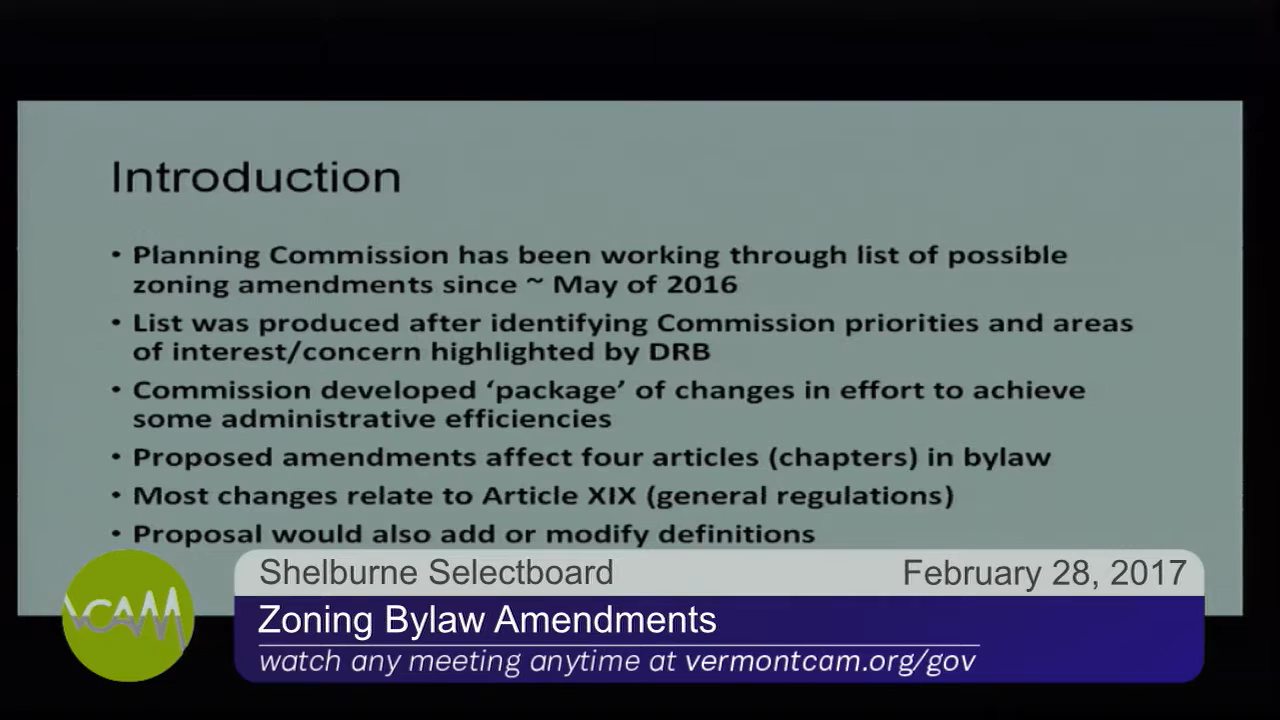 Introduction
• Planning Commission has been working through list of possible
zoning amendments since ~ May of 2016
• List was produced after identifying Commission priorities and areas
of interest/concern highlighted by DRB
• Commission developed ‘package’ of changes in effort to achieve
some administrative efficiencies
• Proposed amendments affect four articles (chapters) in bylaw
• Most changes relate to Article XIX (general regulations)
• Proposal would also add or modify definitions
Shelburne Selectboard February 28, 2017
VCAM
Zoning Bylaw Amendments
watch any meeting anytime at vermontcam.org/gov